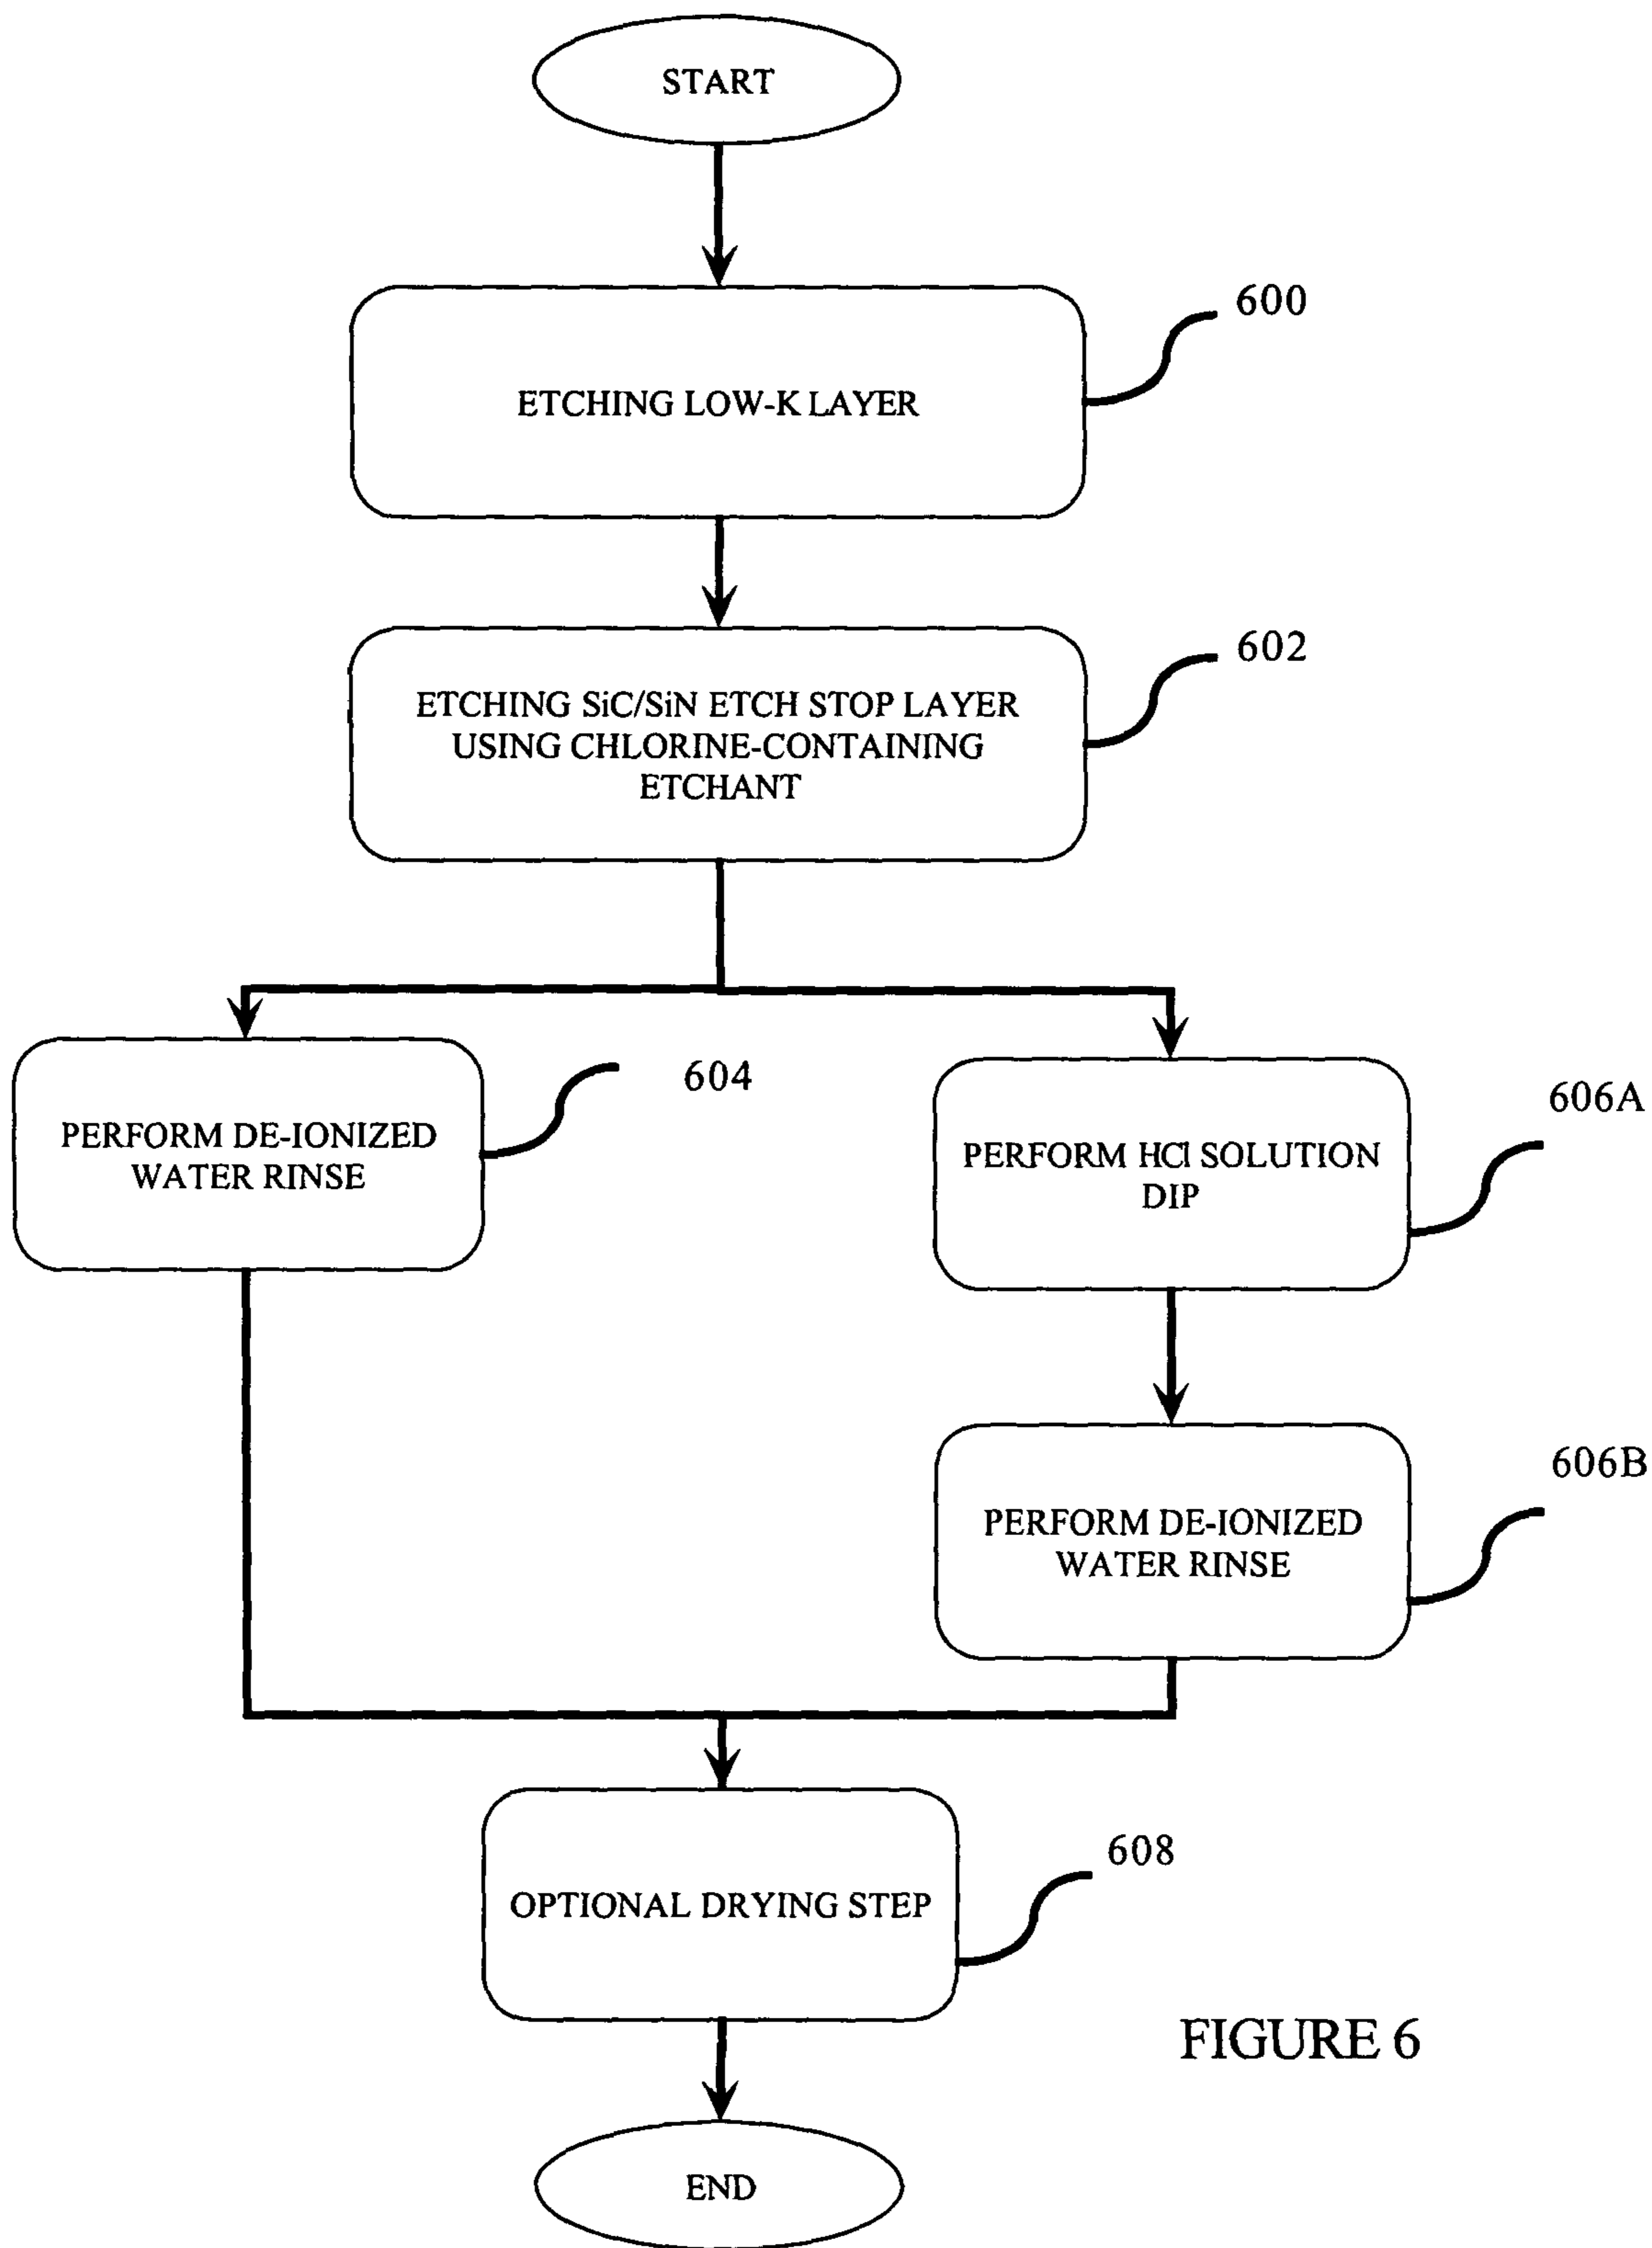 START
600
ETCHING LOW-K LAYER
602
ETCHING SiC/SiN ETCH STOP LAYER
USING CHLORINE-CONTAINING
ETCHANT
604
PERFORM DE-IONIZED
WATER RINSE
606A
PERFORM HCl SOLUTION
DIP
606B
PERFORM DE-IONIZED
WATER RINSE
608
OPTIONAL DRYING STEP
FIGURE 6
END